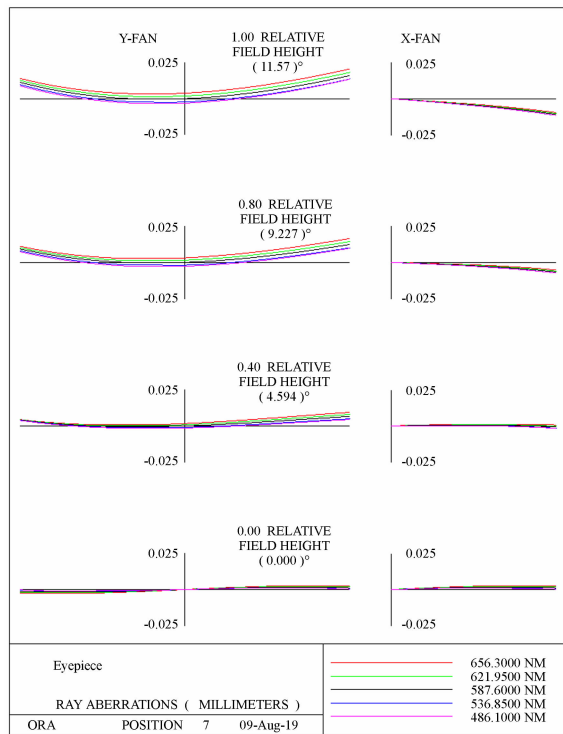 Y-FAN
1.00 RELATIVE
FIELD HEIGHT
( 11.57 )°
X-FAN
0.025
0.025
-0.025
-0.025
0.80 RELATIVE
FIELD HEIGHT
( 9.227 )°
0.025
0.025
-0.025
-0.025
0.40 RELATIVE
FIELD HEIGHT
( 4.594 )°
0.025
0.025
-0.025
-0.025
0.00 RELATIVE
FIELD HEIGHT
( 0.000 )°
0.025
0.025
-0.025
-0.025
Eyepiece
RAY ABERRATIONS ( MILLIMETERS )
ORA POSITION 7 09-Aug-19
656.3000 NM
621.9500 NM
587.6000 NM
536.8500 NM
486.1000 NM